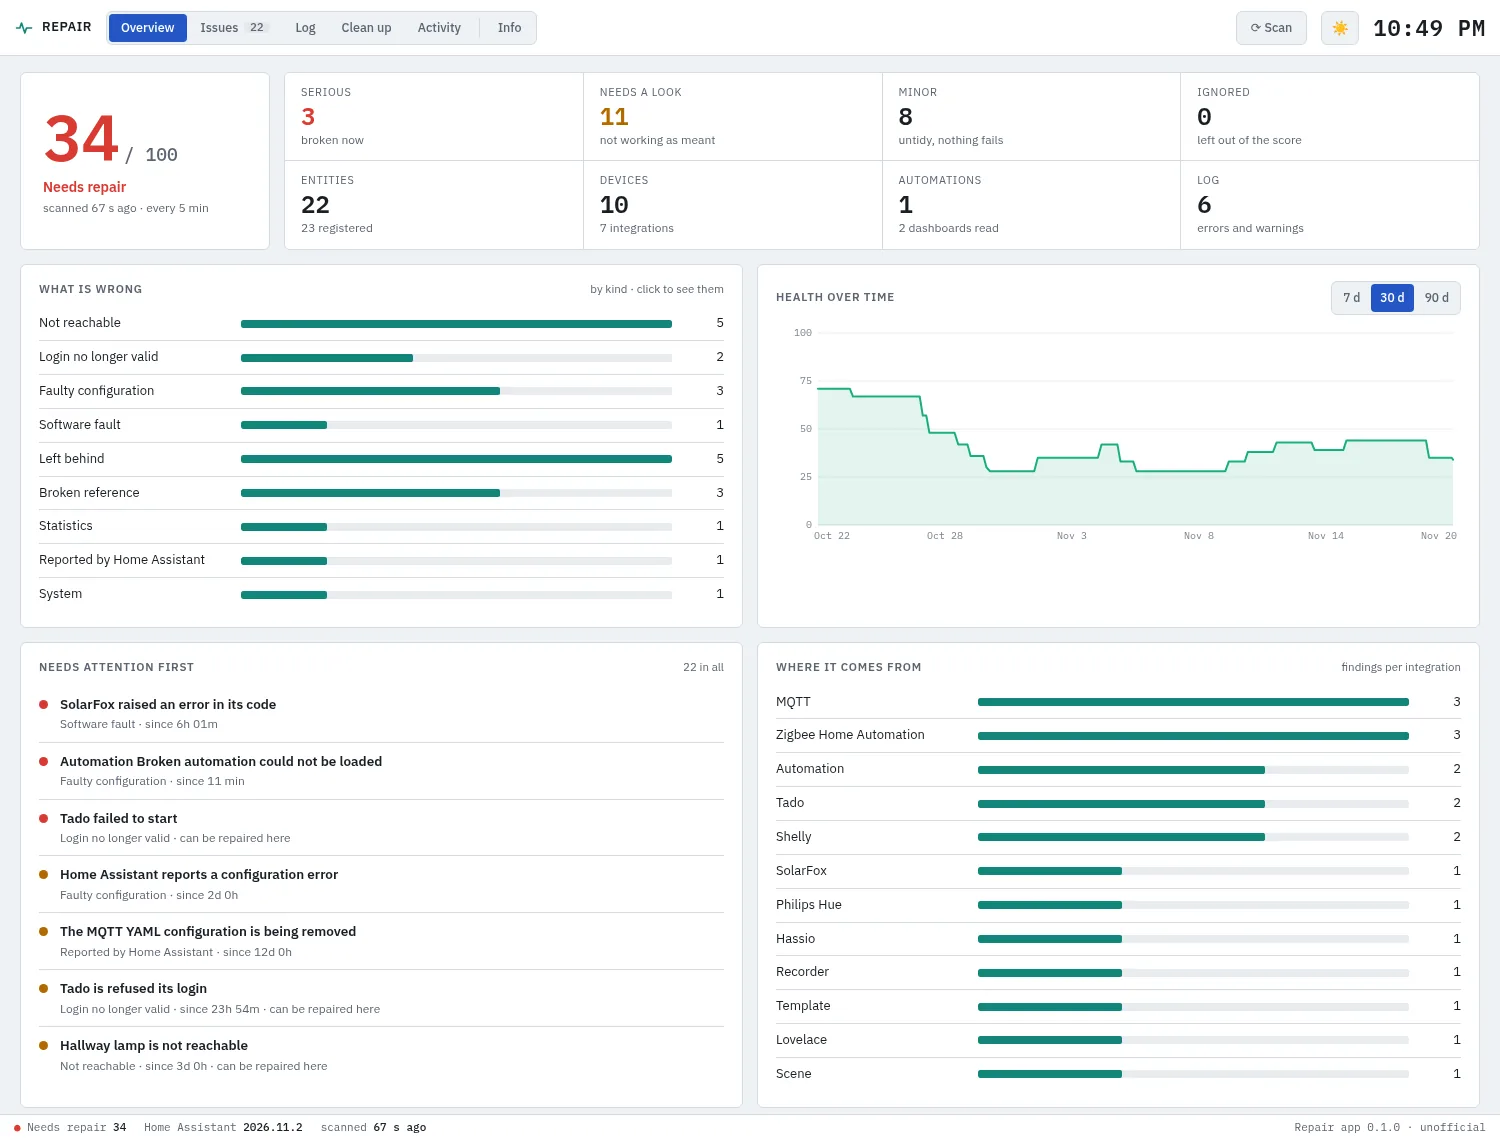 REPAIR
Overview
Issues 22
Log
Clean up
Activity
Info
⟳ Scan
10:49 PM
34 / 100
Needs repair
scanned 67 s ago · every 5 min
SERIOUS
3
broken now
NEEDS A LOOK
11
not working as meant
MINOR
8
untidy, nothing fails
IGNORED
0
left out of the score
ENTITIES
22
23 registered
DEVICES
10
7 integrations
AUTOMATIONS
1
2 dashboards read
LOG
6
errors and warnings
WHAT IS WRONG
by kind · click to see them
Not reachable 5
Login no longer valid 2
Faulty configuration 3
Software fault 1
Left behind 5
Broken reference 3
Statistics 1
Reported by Home Assistant 1
System 1
HEALTH OVER TIME
7 d
30 d
90 d
100
75
50
25
0
Oct 22
Oct 28
Nov 3
Nov 8
Nov 14
Nov 20
NEEDS ATTENTION FIRST
22 in all
SolarFox raised an error in its code
Software fault · since 6h 01m
Automation Broken automation could not be loaded
Faulty configuration · since 11 min
Tado failed to start
Login no longer valid · can be repaired here
Home Assistant reports a configuration error
Faulty configuration · since 2d 0h
The MQTT YAML configuration is being removed
Reported by Home Assistant · since 12d 0h
Tado is refused its login
Login no longer valid · since 23h 54m · can be repaired here
Hallway lamp is not reachable
Not reachable · since 3d 0h · can be repaired here
WHERE IT COMES FROM
findings per integration
MQTT 3
Zigbee Home Automation 3
Automation 2
Tado 2
Shelly 2
SolarFox 1
Philips Hue 1
Hassio 1
Recorder 1
Template 1
Lovelace 1
Scene 1
Needs repair 34
Home Assistant 2026.11.2
scanned 67 s ago
Repair app 0.1.0 · unofficial